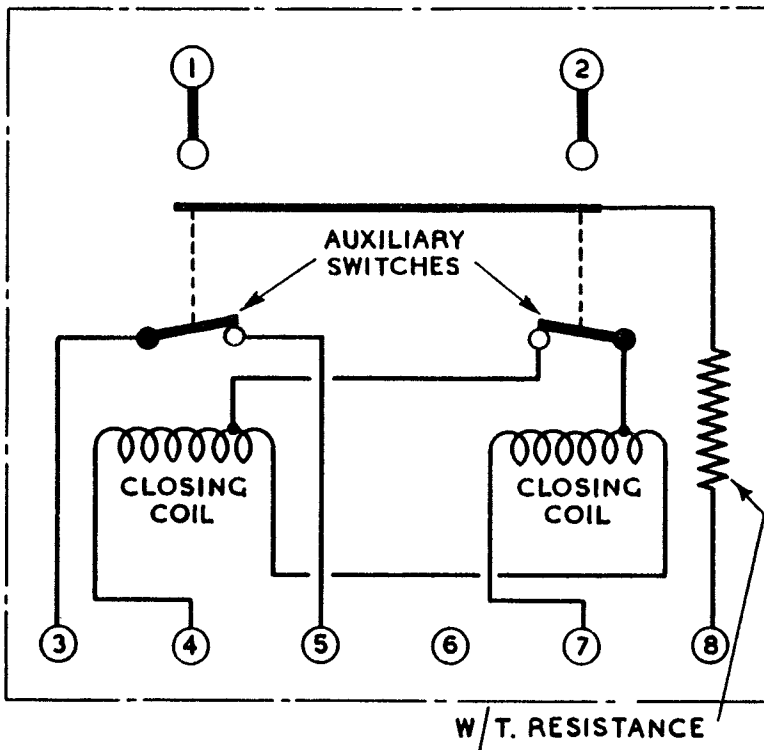 1 2
AUXILIARY
SWITCHES
CLOSING
COIL
CLOSING
COIL
3 4 5 6 7 8
W/T. RESISTANCE